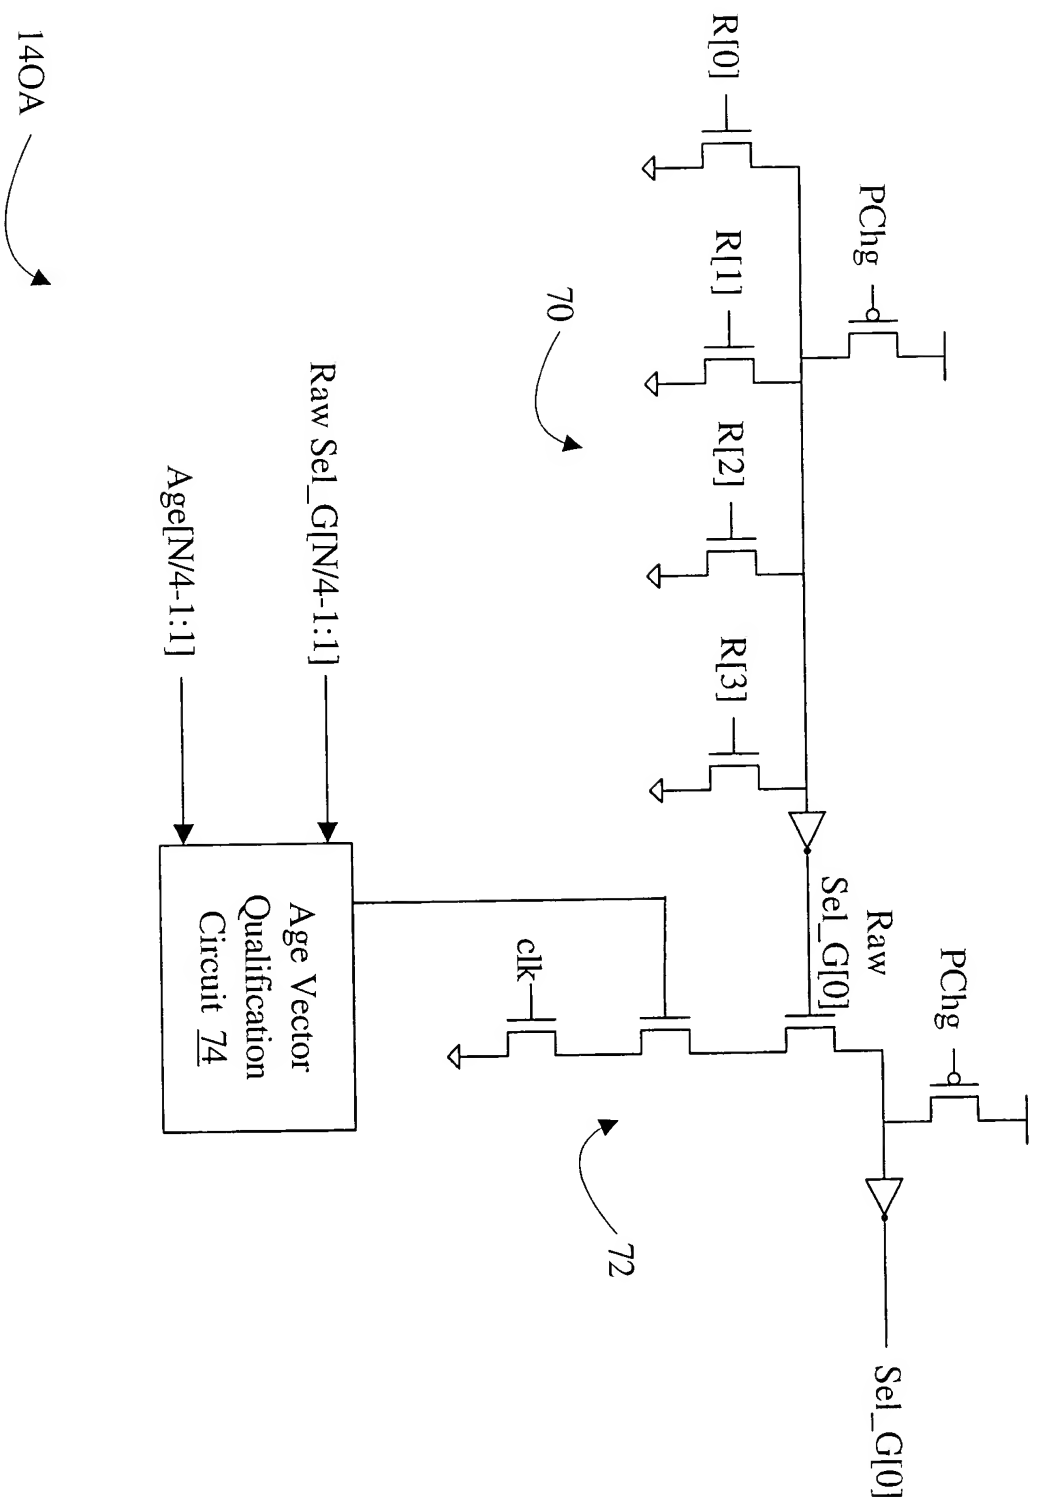 PChg
R[0]
R[1]
R[2]
R[3]
Raw
Sel_G[0]
PChg
Sel_G[0]
70
clk
72
Raw Sel_G[N/4-1:1]
Age[N/4-1:1]
Age Vector
Qualification
Circuit 74
14OA